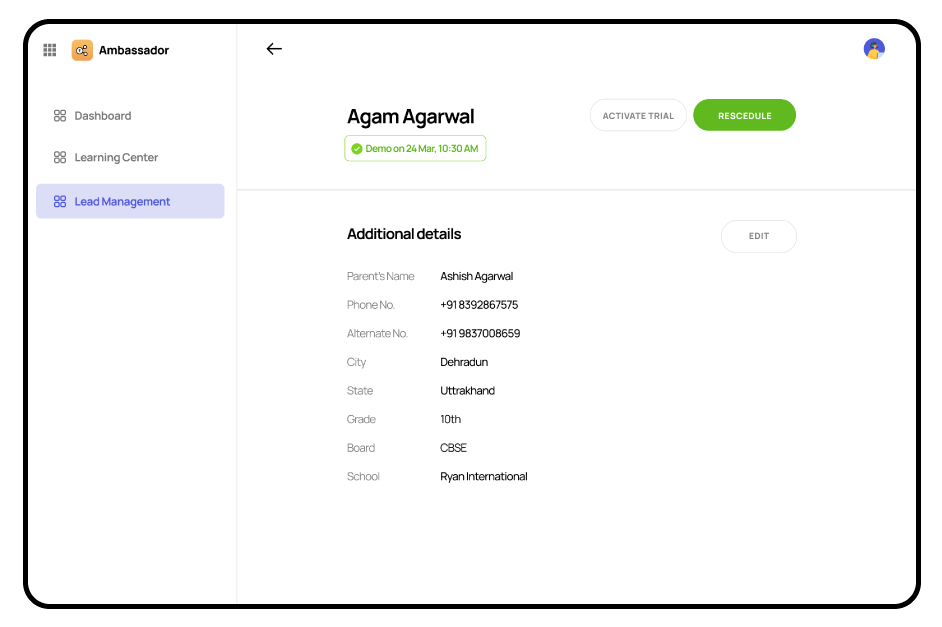 Ambassador
Dashboard
Learning Center
Lead Management
Agam Agarwal
ACTIVATE TRIAL
RESCEDULE
Demo on 24 Mar, 10:30 AM
Additional details
EDIT
Parent's Name Ashish Agarwal
Phone No. +91 8392867575
Alternate No. +91 9837008659
City Dehradun
State Uttrakhand
Grade 10th
Board CBSE
School Ryan International